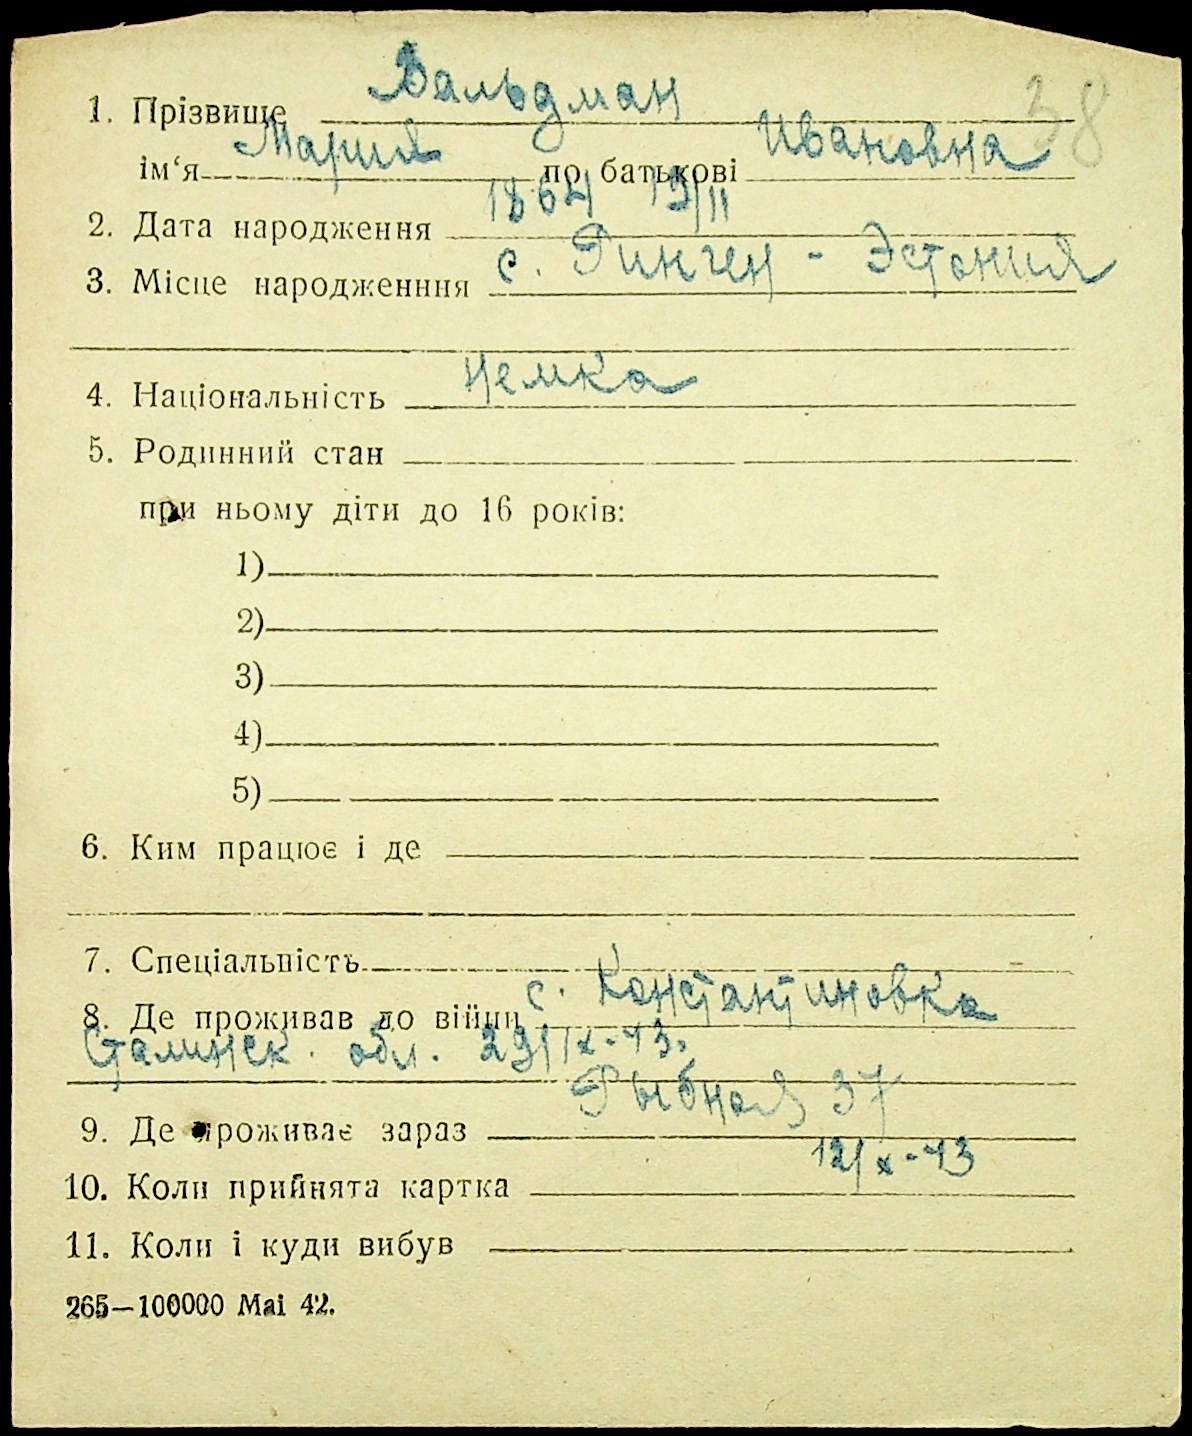 38
1. Прізвище Вальдман
ім‘я Мария по батькові Ивановна
2. Дата народження 1864 19/II
3. Місце народженння с. Ринген - Эстония
4. Національність Немка
5. Родинний стан
при ньому діти до 16 років:
1)
2)
3)
4)
5)
6. Ким працює і де
7. Спеціальність
8. Де проживав до війни с. Константиновка
Сталинск. обл. 29/IX-43.
9. Де проживає зараз Рыбная 37
10. Коли прийнята картка 12/X-43
11. Коли і куди вибув
265—100000 Mai 42.